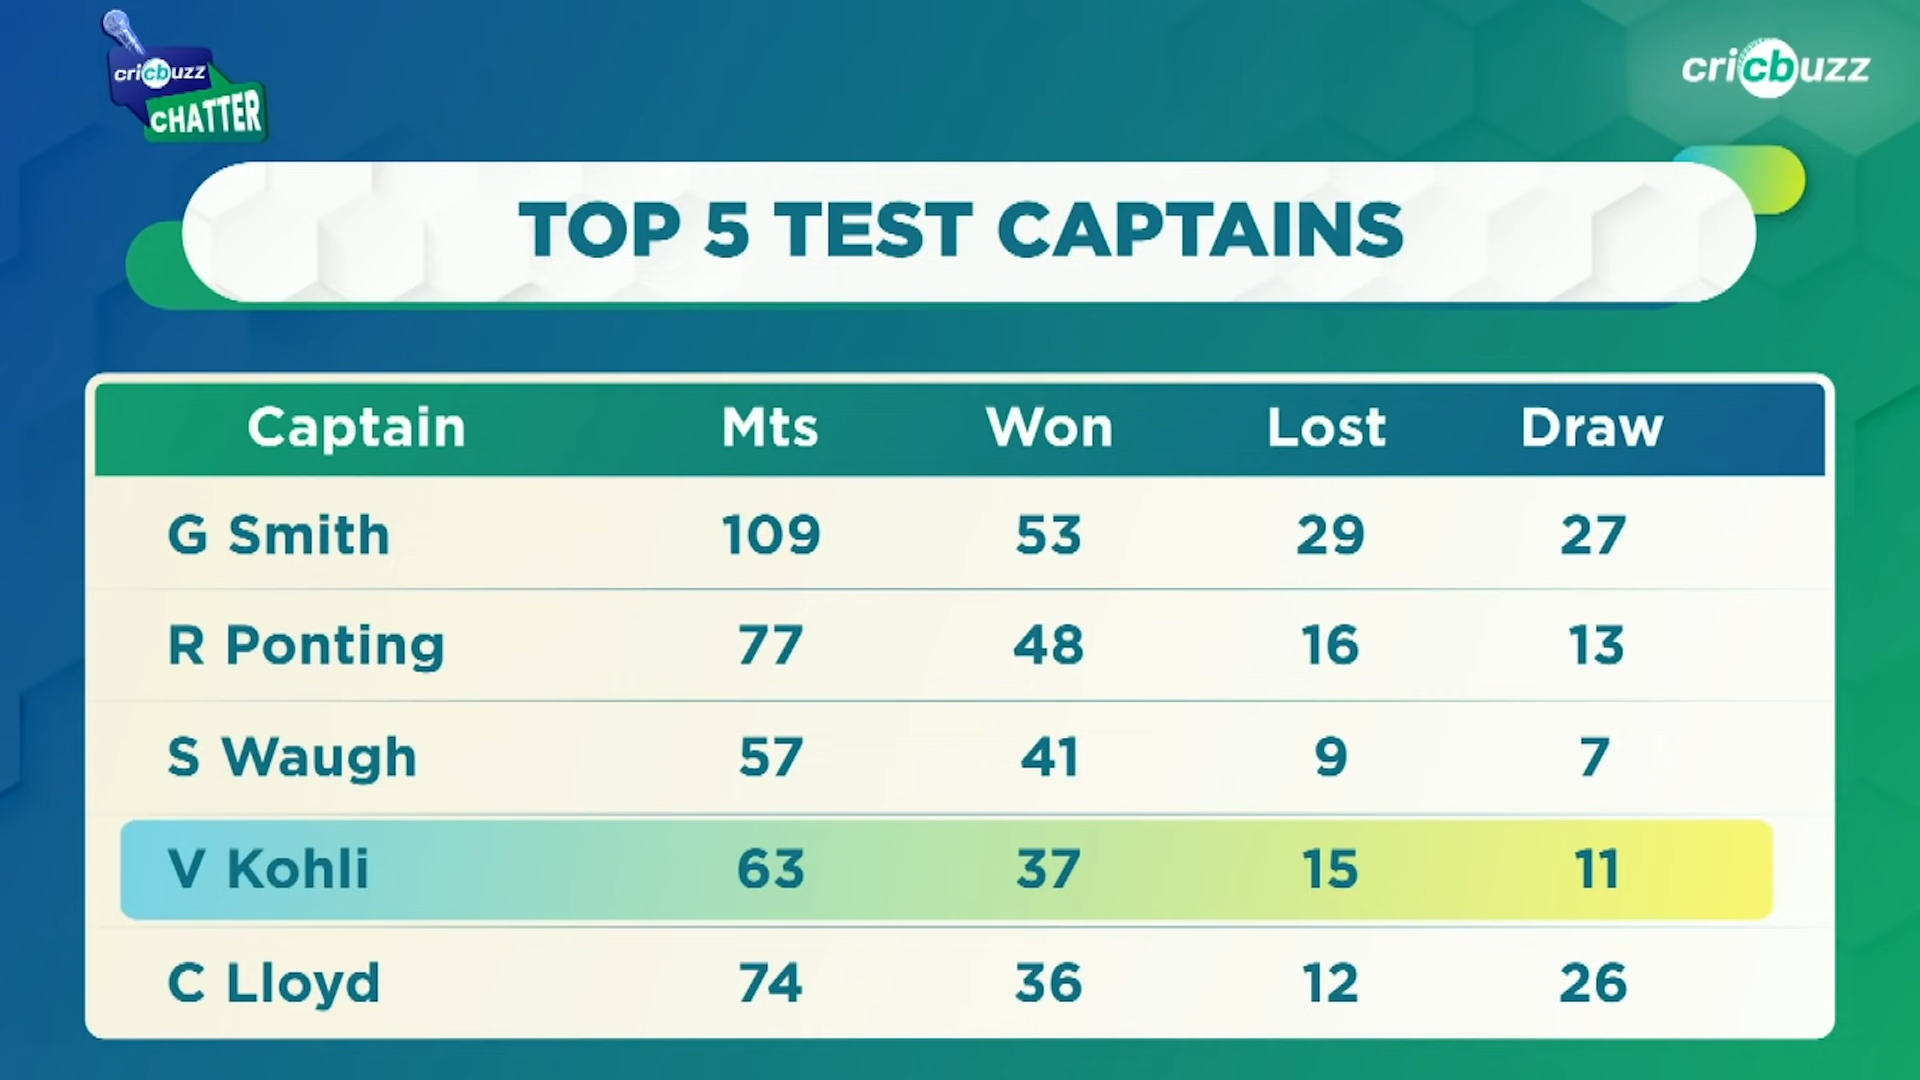 cricbuzz
CHATTER
cricbuzz
TOP 5 TEST CAPTAINS
Captain Mts Won Lost Draw
G Smith 109 53 29 27
R Ponting 77 48 16 13
S Waugh 57 41 9 7
V Kohli 63 37 15 11
C Lloyd 74 36 12 26